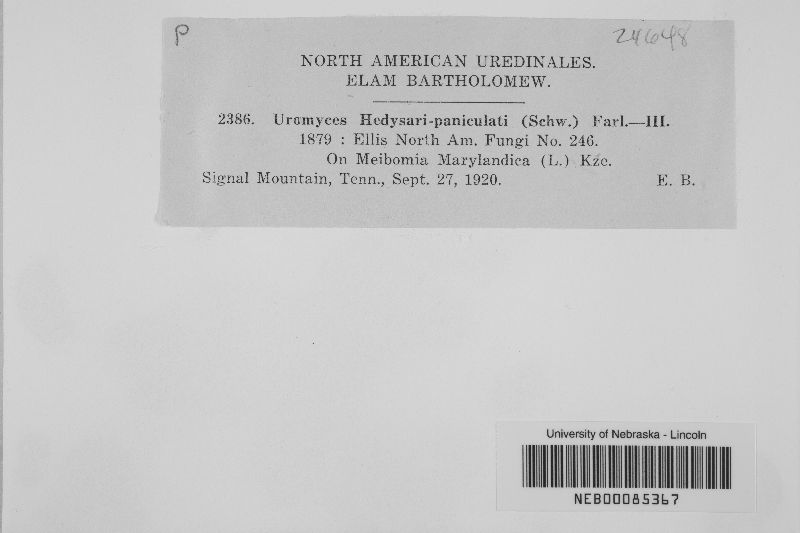 P 24648
NORTH AMERICAN UREDINALES.
ELAM BARTHOLOMEW.
2386. Uromyces Hedysari-paniculati (Schw.) Farl.—III.
1879 : Ellis North Am. Fungi No. 246.
On Meibomia Marylandica (L.) Kze.
Signal Mountain, Tenn., Sept. 27, 1920. E. B.
University of Nebraska - Lincoln
NEB00085367